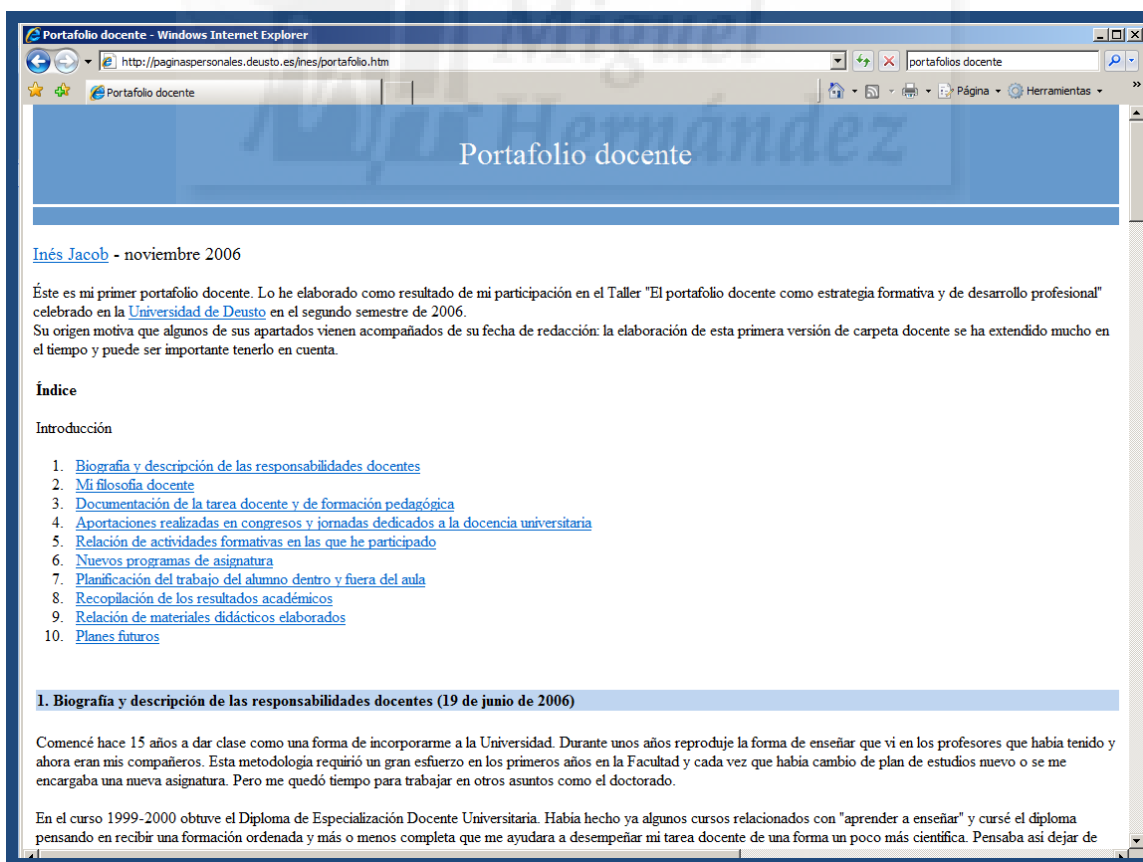 Miguel
Hernández
Portafolio docente - Windows Internet Explorer
http://paginaspersonales.deusto.es/ines/portafolio.htm
portafolios docente
Portafolio docente
Página
Herramientas
»
Portafolio docente
Inés Jacob - noviembre 2006
Éste es mi primer portafolio docente. Lo he elaborado como resultado de mi participación en el Taller "El portafolio docente como estrategia formativa y de desarrollo profesional"
celebrado en la Universidad de Deusto en el segundo semestre de 2006.
Su origen motiva que algunos de sus apartados vienen acompañados de su fecha de redacción: la elaboración de esta primera versión de carpeta docente se ha extendido mucho en
el tiempo y puede ser importante tenerlo en cuenta.
Índice
Introducción
1. Biografía y descripción de las responsabilidades docentes
2. Mi filosofía docente
3. Documentación de la tarea docente y de formación pedagógica
4. Aportaciones realizadas en congresos y jornadas dedicados a la docencia universitaria
5. Relación de actividades formativas en las que he participado
6. Nuevos programas de asignatura
7. Planificación del trabajo del alumno dentro y fuera del aula
8. Recopilación de los resultados académicos
9. Relación de materiales didácticos elaborados
10. Planes futuros
1. Biografía y descripción de las responsabilidades docentes (19 de junio de 2006)
Comencé hace 15 años a dar clase como una forma de incorporarme a la Universidad. Durante unos años reproduje la forma de enseñar que vi en los profesores que había tenido y
ahora eran mis compañeros. Esta metodología requirió un gran esfuerzo en los primeros años en la Facultad y cada vez que había cambio de plan de estudios nuevo o se me
encargaba una nueva asignatura. Pero me quedó tiempo para trabajar en otros asuntos como el doctorado.
En el curso 1999-2000 obtuve el Diploma de Especialización Docente Universitaria. Había hecho ya algunos cursos relacionados con "aprender a enseñar" y cursé el diploma
pensando en recibir una formación ordenada y más o menos completa que me ayudara a desempeñar mi tarea docente de una forma un poco más científica. Pensaba así dejar de